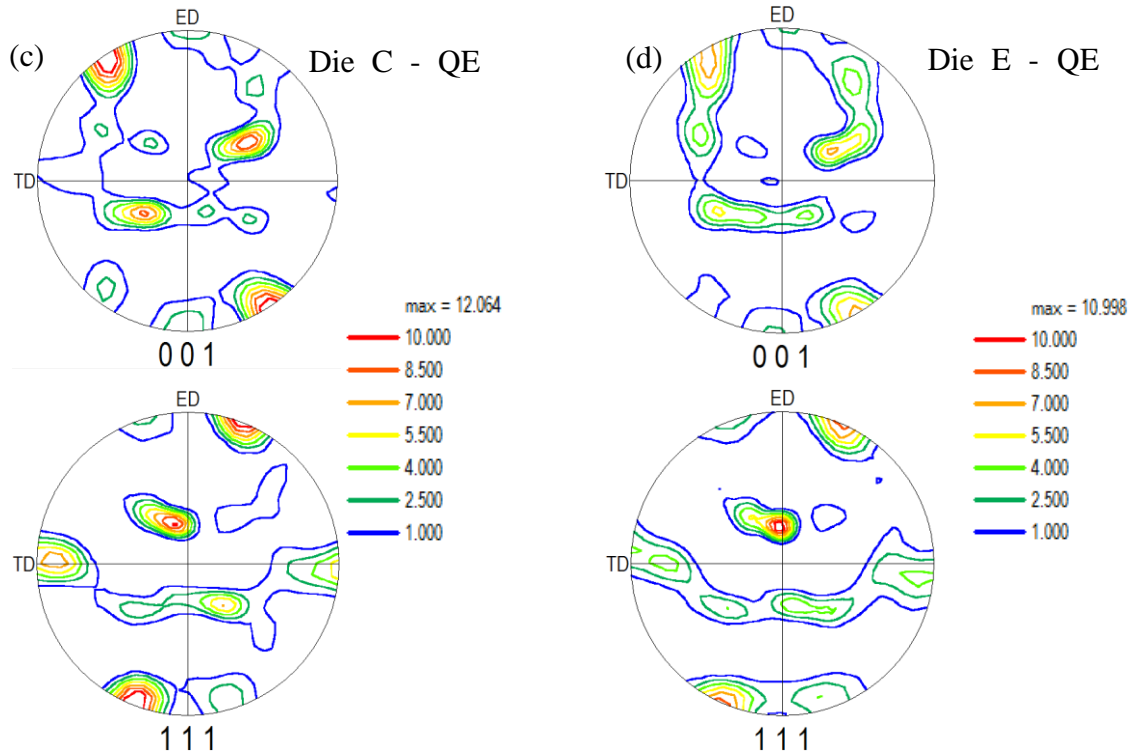 ED
(c)
Die C - QE
TD
max = 12.064
10.000
8.500
7.000
5.500
4.000
2.500
1.000
0 0 1
ED
TD
1 1 1
ED
(d)
Die E - QE
TD
max = 10.998
10.000
8.500
7.000
5.500
4.000
2.500
1.000
0 0 1
ED
TD
1 1 1